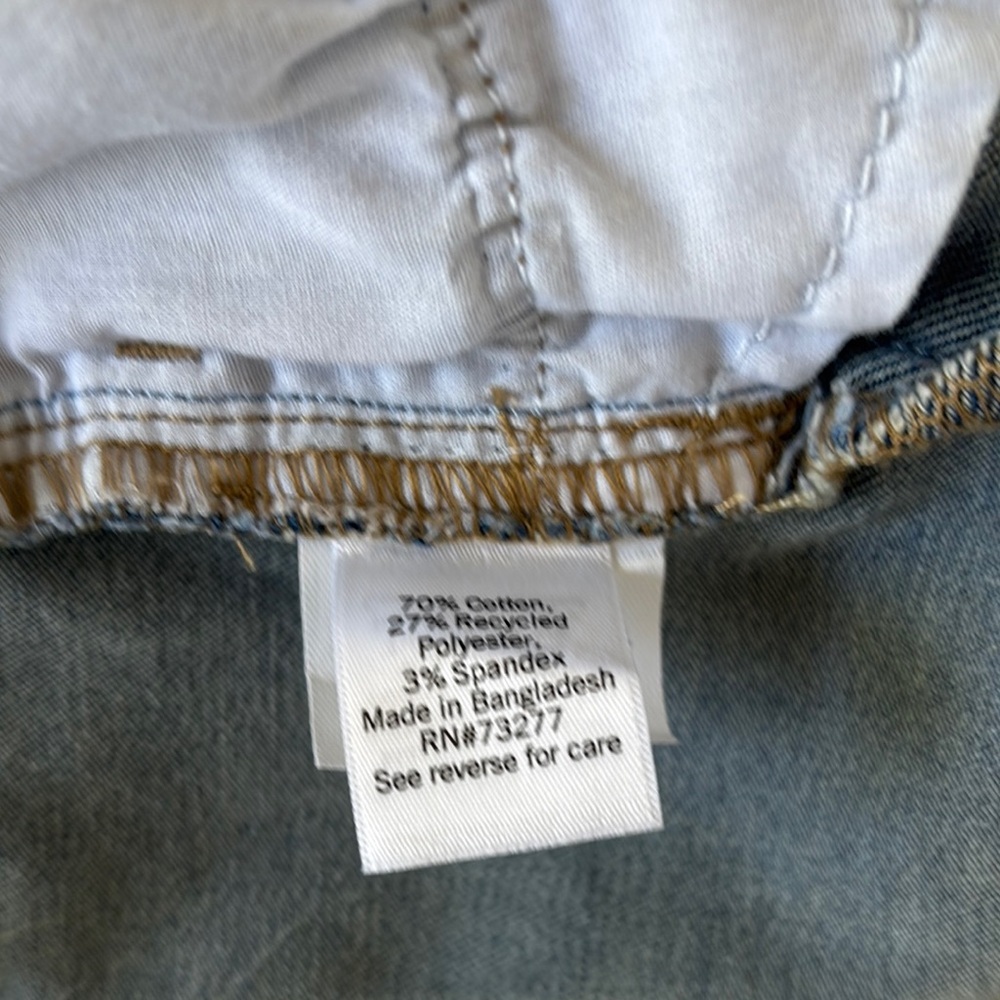 70% Cotton,
27% Recycled
Polyester,
3% Spandex
Made in Bangladesh
RN#73277
See reverse for care